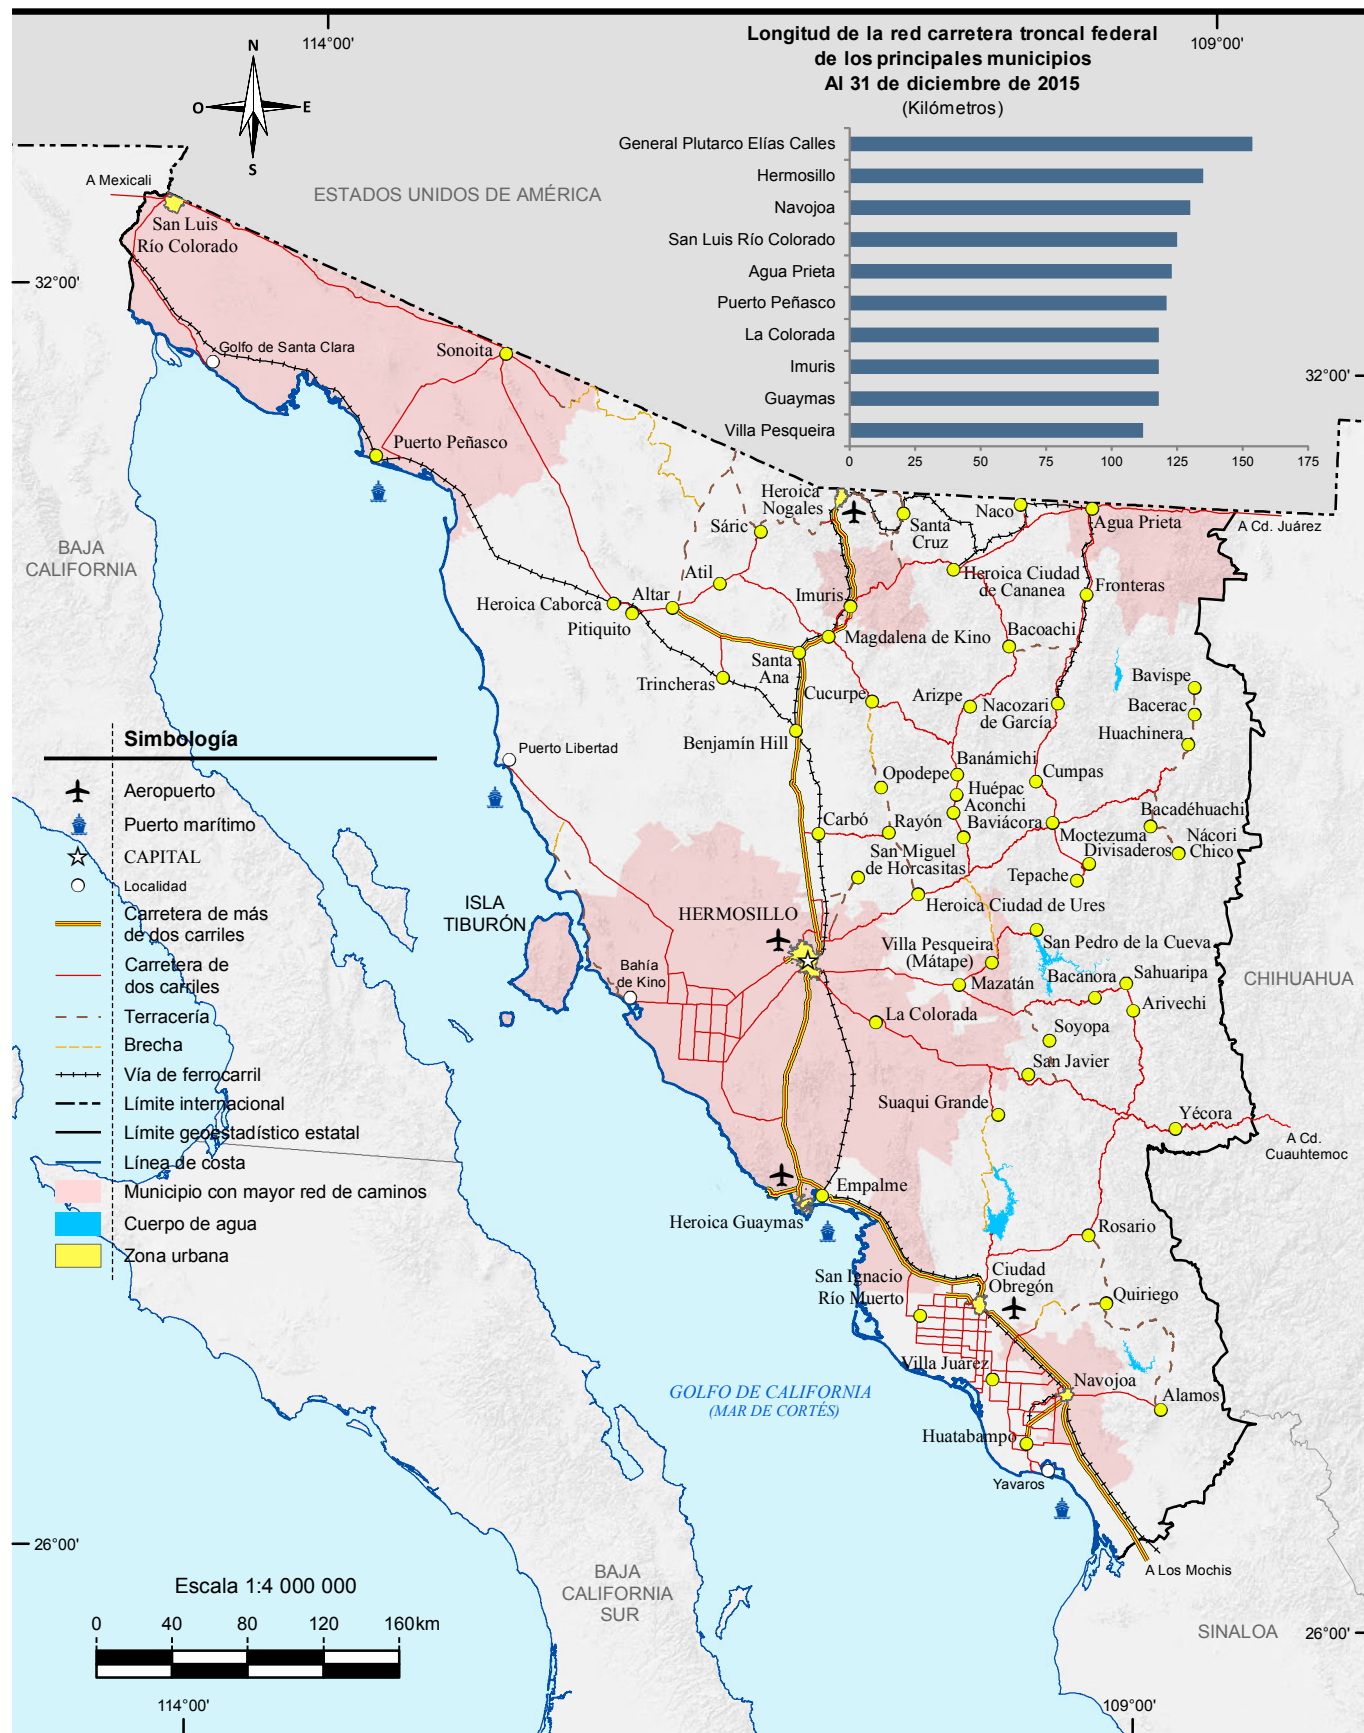 114°00'
Longitud de la red carretera troncal federal
de los principales municipios
Al 31 de diciembre de 2015
(Kilómetros)
109°00'
N
O
E
S
General Plutarco Elías Calles
Hermosillo
Navojoa
San Luis Río Colorado
Agua Prieta
Puerto Peñasco
La Colorada
Imuris
Guaymas
Villa Pesqueira
0 25 50 75 100 125 150 175
A Mexicali
ESTADOS UNIDOS DE AMÉRICA
San Luis
Río Colorado
32°00'
32°00'
Golfo de Santa Clara
Sonoita
Puerto Peñasco
Heroica
Nogales
Sáric
Santa
Cruz
Naco
Agua Prieta
A Cd. Juárez
BAJA
CALIFORNIA
Atil
Altar
Heroica Caborca
Pitiquito
Imuris
Heroica Ciudad
de Cananea
Fronteras
Magdalena de Kino
Bacoachi
Santa
Ana
Trincheras
Cucurpe
Arizpe
Nacozari
de García
Bavispe
Bacerac
Huachinera
Benjamín Hill
Puerto Libertad
Opodepe
Banámichi
Huépac
Aconchi
Baviácora
Cumpas
Carbó
Rayón
Moctezuma
Bacadéhuachi
Nácori
Chico
Divisaderos
Tepache
San Miguel
de Horcasitas
Heroica Ciudad de Ures
ISLA
TIBURÓN
HERMOSILLO
Villa Pesqueira
(Mátape)
San Pedro de la Cueva
Bahía
de Kino
Mazatán
Bacanora
Sahuaripa
Arivechi
CHIHUAHUA
La Colorada
Soyopa
San Javier
Suaqui Grande
Yécora
A Cd.
Cuauhtemoc
Empalme
Heroica Guaymas
Rosario
San Ignacio
Río Muerto
Ciudad
Obregón
Quiriego
Villa Juárez
Navojoa
Alamos
GOLFO DE CALIFORNIA
(MAR DE CORTÉS)
Huatabampo
Yavaros
A Los Mochis
Simbología
Aeropuerto
Puerto marítimo
CAPITAL
Localidad
Carretera de más
de dos carriles
Carretera de
dos carriles
Terracería
Brecha
Vía de ferrocarril
Límite internacional
Límite geoestadístico estatal
Línea de costa
Municipio con mayor red de caminos
Cuerpo de agua
Zona urbana
26°00'
Escala 1:4 000 000
0 40 80 120 160km
BAJA
CALIFORNIA
SUR
SINALOA
26°00'
114°00'
109°00'